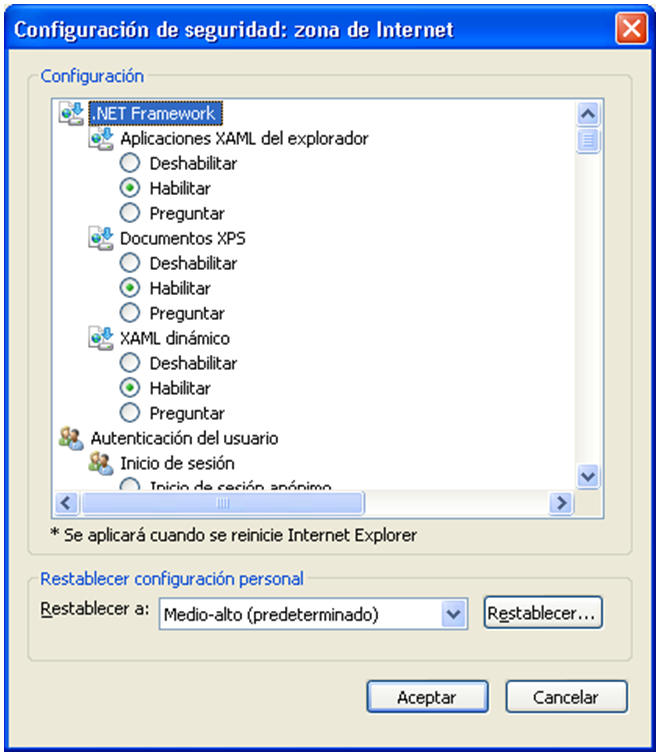 Configuración de seguridad: zona de Internet
Configuración
.NET Framework
Aplicaciones XAML del explorador
Deshabilitar
Habilitar
Preguntar
Documentos XPS
Deshabilitar
Habilitar
Preguntar
XAML dinámico
Deshabilitar
Habilitar
Preguntar
Autenticación del usuario
Inicio de sesión
Inicio de sesión anónimo
* Se aplicará cuando se reinicie Internet Explorer
Restablecer configuración personal
Restablecer a: Medio-alto (predeterminado) Restablecer...
Aceptar Cancelar